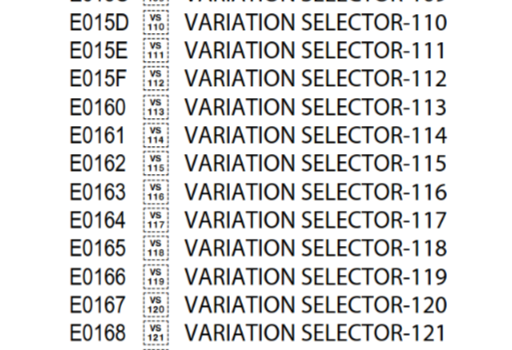 E015D VS 110 VARIATION SELECTOR-110
E015E VS 111 VARIATION SELECTOR-111
E015F VS 112 VARIATION SELECTOR-112
E0160 VS 113 VARIATION SELECTOR-113
E0161 VS 114 VARIATION SELECTOR-114
E0162 VS 115 VARIATION SELECTOR-115
E0163 VS 116 VARIATION SELECTOR-116
E0164 VS 117 VARIATION SELECTOR-117
E0165 VS 118 VARIATION SELECTOR-118
E0166 VS 119 VARIATION SELECTOR-119
E0167 VS 120 VARIATION SELECTOR-120
E0168 VS 121 VARIATION SELECTOR-121